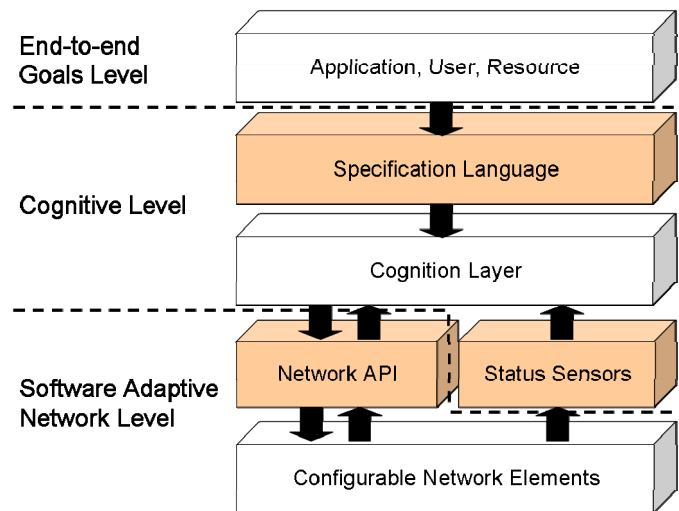 End-to-end
Goals Level
Application, User, Resource
Specification Language
Cognitive Level
Cognition Layer
Network API
Status Sensors
Software Adaptive
Network Level
Configurable Network Elements